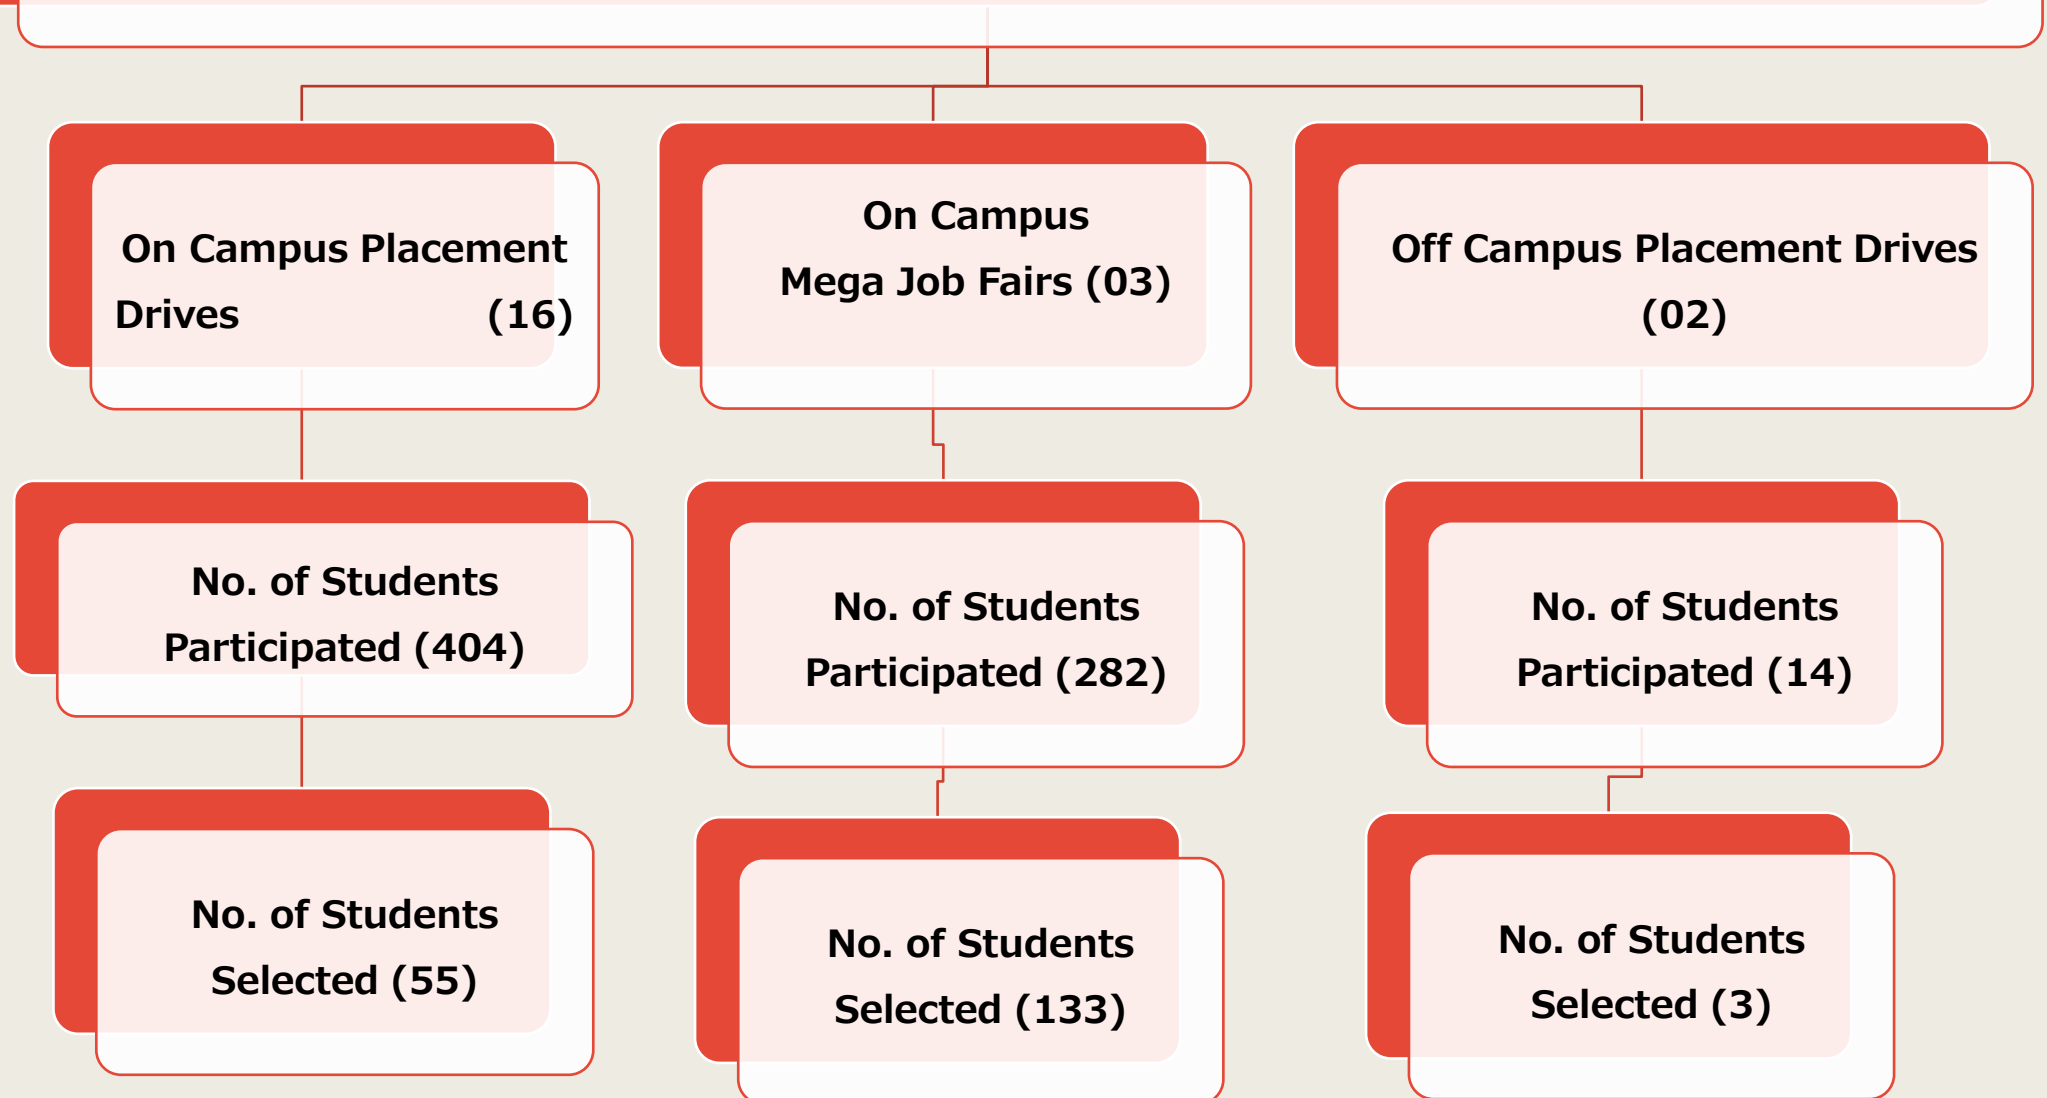 On Campus Placement
Drives (16)
On Campus
Mega Job Fairs (03)
Off Campus Placement Drives
(02)
No. of Students
Participated (404)
No. of Students
Participated (282)
No. of Students
Participated (14)
No. of Students
Selected (55)
No. of Students
Selected (133)
No. of Students
Selected (3)